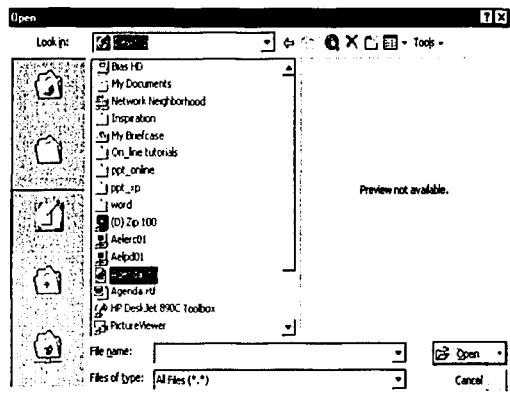 Open
Look in:
Tools
Bias HD
My Documents
Network Neighborhood
Inspiration
My Briefcase
On_line tutorials
ppt_online
ppt_xp
word
(D) Zip 100
Aelerc01
Aelpd01
Agenda.rtf
HP DeskJet 890C Toolbox
PictureViewer
Preview not available.
File name:
Open
Files of type: All Files (*.*)
Cancel